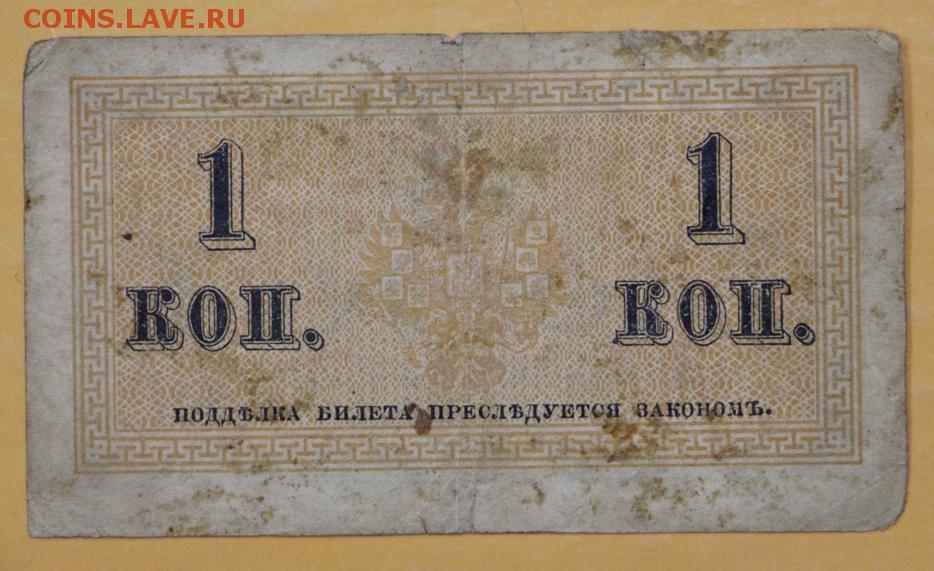 COINS.LAVE.RU
1 1
КОП. КОП.
ПОДДѢЛКА БИЛЕТА ПРЕСЛѢДУЕТСЯ ЗАКОНОМЪ.